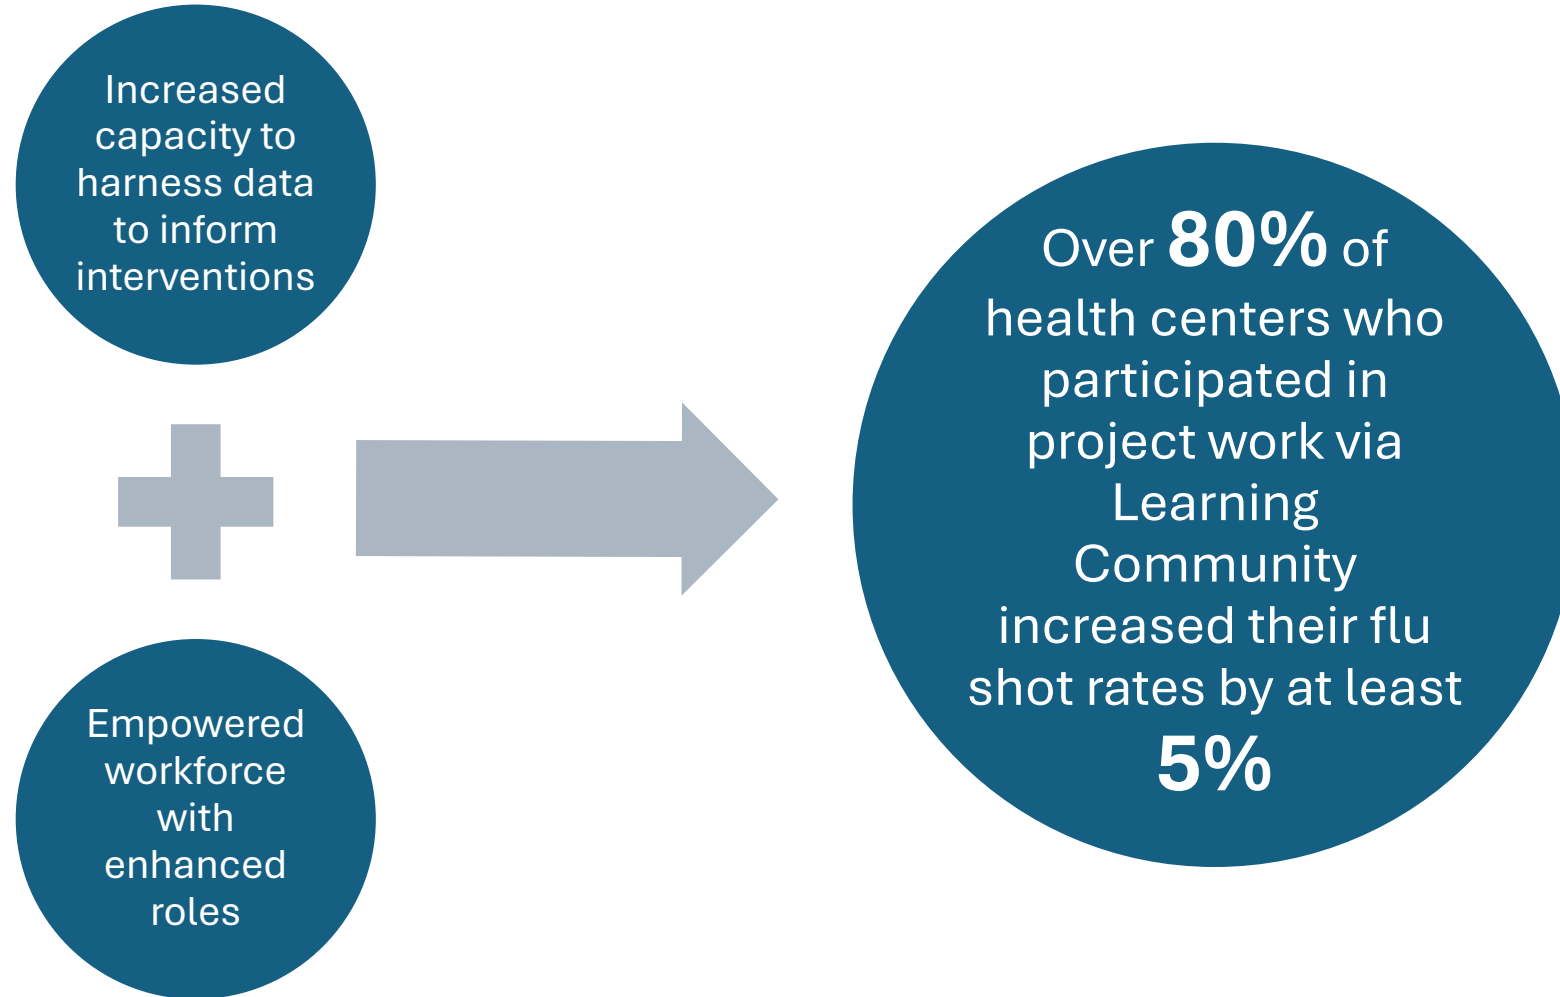 Increased
capacity to
harness data
to inform
interventions
Empowered
workforce
with
enhanced
roles
Over 80% of
health centers who
participated in
project work via
Learning
Community
increased their flu
shot rates by at least
5%